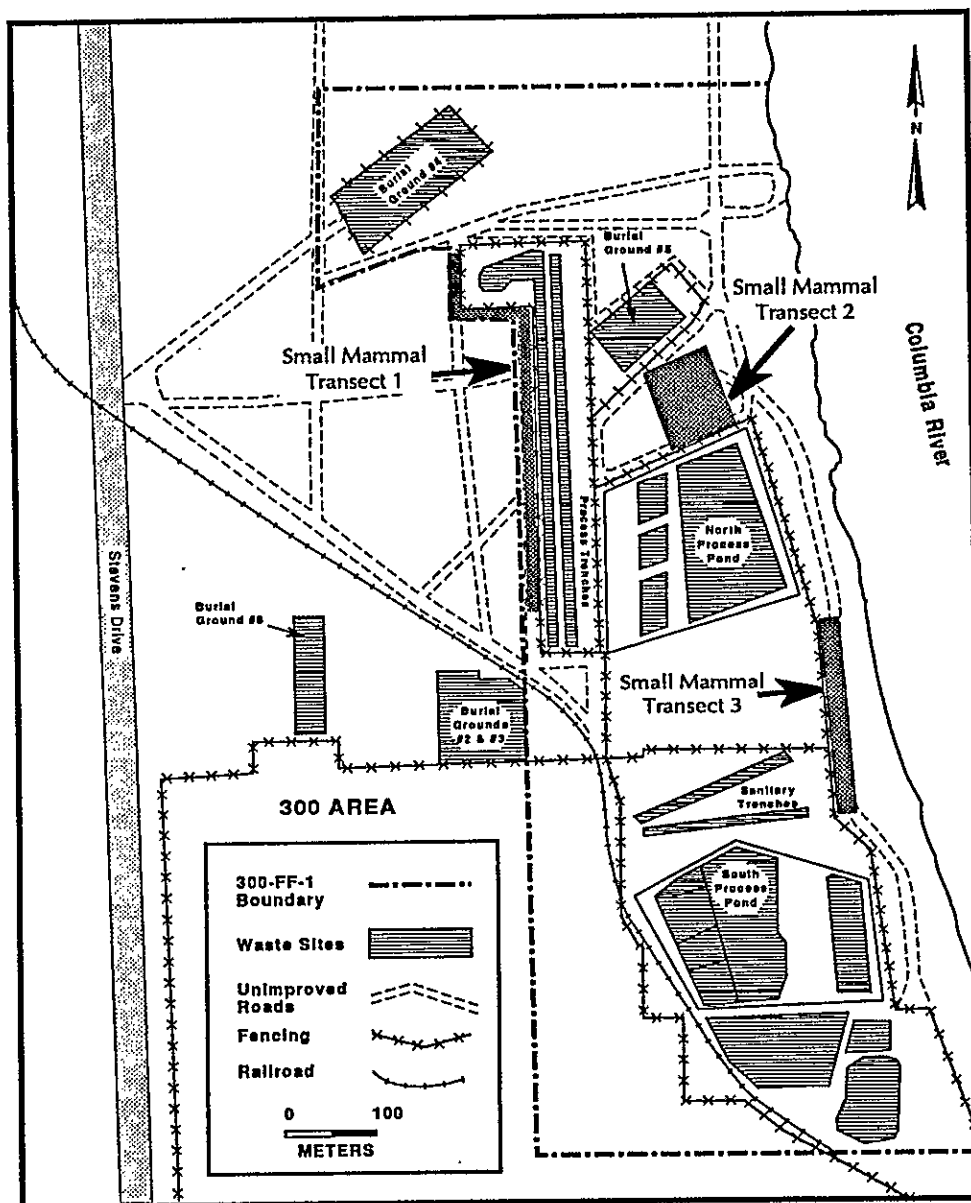 N
Burial
Ground #4
Burial
Ground #5
Small Mammal
Transect 2
Small Mammal
Transect 1
Columbia River
Process Trenches
North
Process
Pond
Stevens Drive
Burial
Ground #6
Small Mammal
Transect 3
Burial
Grounds
#2 & #3
Sanitary
Trenches
300 AREA
South
Process
Pond
300-FF-1
Boundary
Waste Sites
Unimproved
Roads
Fencing
Railroad
0 100
METERS